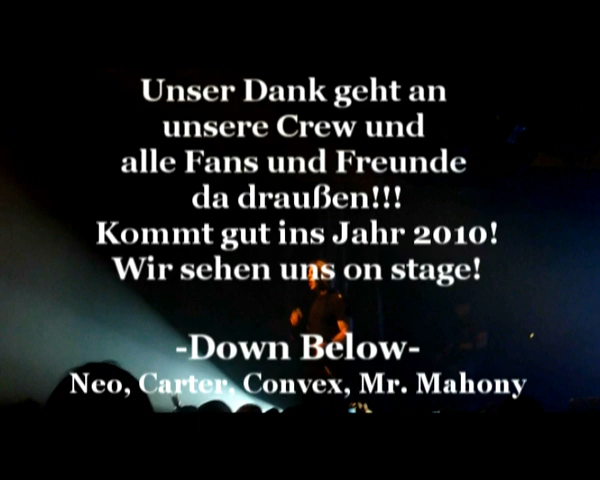 Unser Dank geht an
unsere Crew und
alle Fans und Freunde
da draußen!!!
Kommt gut ins Jahr 2010!
Wir sehen uns on stage!
-Down Below-
Neo, Carter, Convex, Mr. Mahony